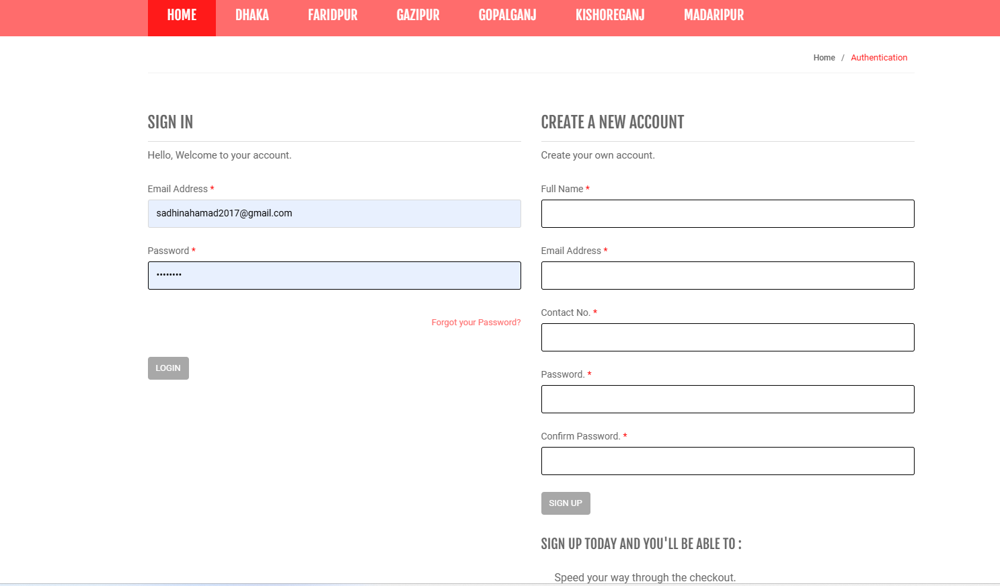 HOME DHAKA FARIDPUR GAZIPUR GOPALGANJ KISHOREGANJ MADARIPUR
Home / Authentication
SIGN IN
Hello, Welcome to your account.
Email Address *
sadhinahamad2017@gmail.com
Password *
••••••••
Forgot your Password?
LOGIN
CREATE A NEW ACCOUNT
Create your own account.
Full Name *
Email Address *
Contact No. *
Password. *
Confirm Password. *
SIGN UP
SIGN UP TODAY AND YOU'LL BE ABLE TO :
Speed your way through the checkout.